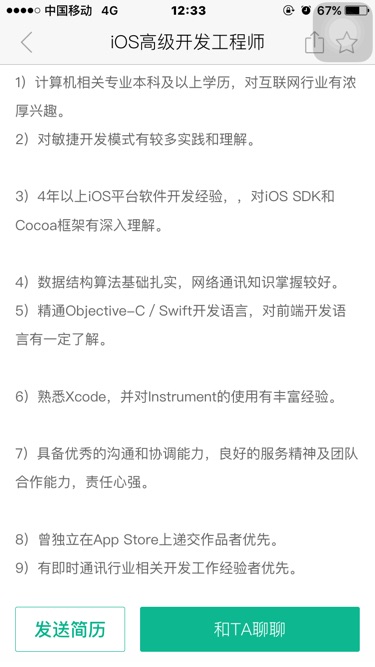 中国移动 4G 12:33 67%
iOS高级开发工程师
1）计算机相关专业本科及以上学历，对互联网行业有浓
厚兴趣。
2）对敏捷开发模式有较多实践和理解。
3）4年以上iOS平台软件开发经验，，对iOS SDK和
Cocoa框架有深入理解。
4）数据结构算法基础扎实，网络通讯知识掌握较好。
5）精通Objective-C / Swift开发语言，对前端开发语
言有一定了解。
6）熟悉Xcode，并对Instrument的使用有丰富经验。
7）具备优秀的沟通和协调能力，良好的服务精神及团队
合作能力，责任心强。
8）曾独立在App Store上递交作品者优先。
9）有即时通讯行业相关开发工作经验者优先。
发送简历 和TA聊聊